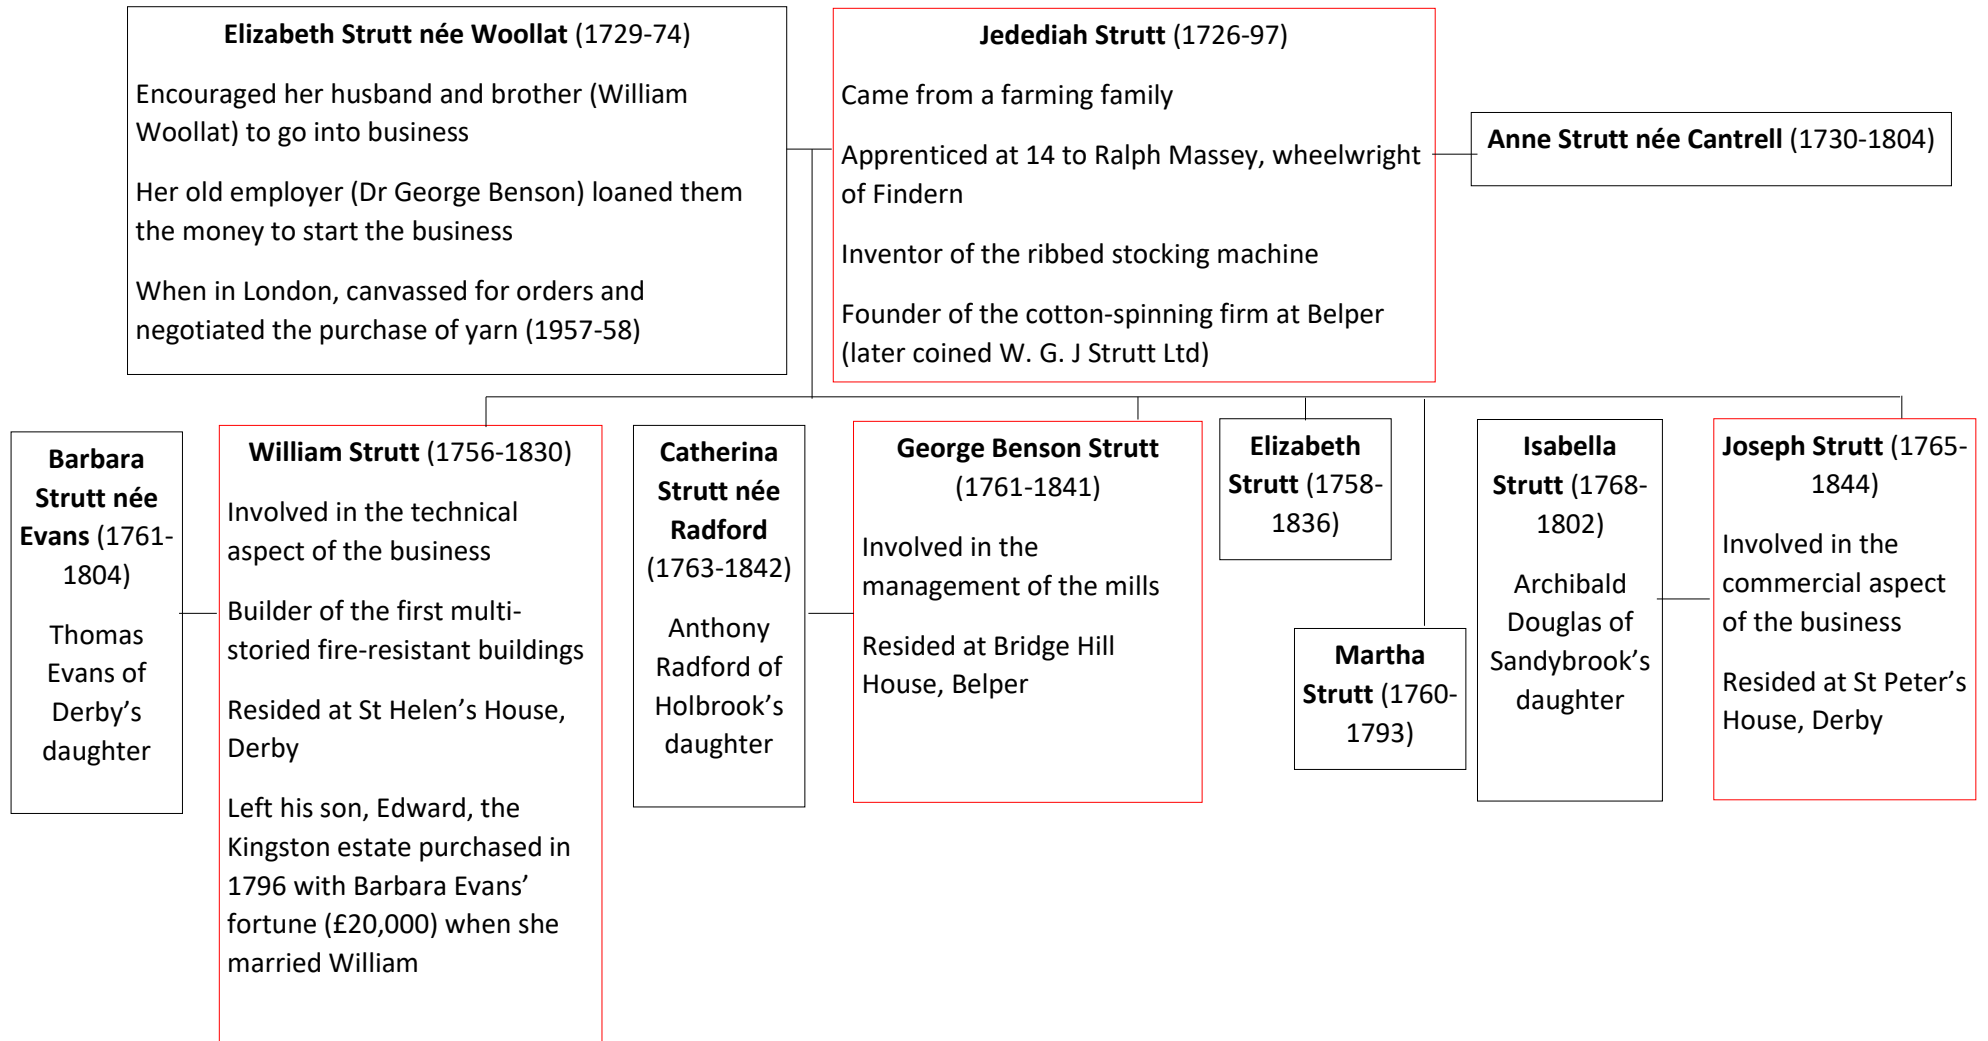 Elizabeth Strutt née Woollat (1729-74)
Encouraged her husband and brother (William
Woollat) to go into business
Her old employer (Dr George Benson) loaned them
the money to start the business
When in London, canvassed for orders and
negotiated the purchase of yarn (1957-58)
Jedediah Strutt (1726-97)
Came from a farming family
Apprenticed at 14 to Ralph Massey, wheelwright
of Findern
Inventor of the ribbed stocking machine
Founder of the cotton-spinning firm at Belper
(later coined W. G. J Strutt Ltd)
Anne Strutt née Cantrell (1730-1804)
Barbara
Strutt née
Evans (1761-
1804)
Thomas
Evans of
Derby’s
daughter
William Strutt (1756-1830)
Involved in the technical
aspect of the business
Builder of the first multi-
storied fire-resistant buildings
Resided at St Helen’s House,
Derby
Left his son, Edward, the
Kingston estate purchased in
1796 with Barbara Evans’
fortune (£20,000) when she
married William
Catherina
Strutt née
Radford
(1763-1842)
Anthony
Radford of
Holbrook’s
daughter
George Benson Strutt
(1761-1841)
Involved in the
management of the mills
Resided at Bridge Hill
House, Belper
Elizabeth
Strutt (1758-
1836)
Martha
Strutt (1760-
1793)
Isabella
Strutt (1768-
1802)
Archibald
Douglas of
Sandybrook’s
daughter
Joseph Strutt (1765-
1844)
Involved in the
commercial aspect
of the business
Resided at St Peter’s
House, Derby